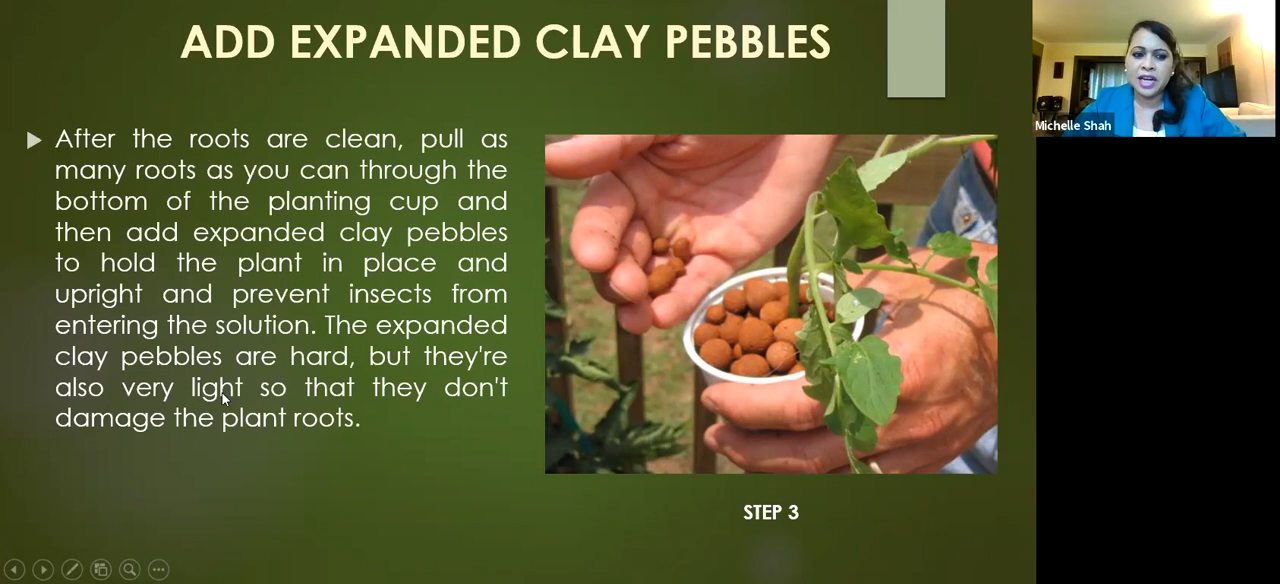 ADD EXPANDED CLAY PEBBLES
After the roots are clean, pull as
many roots as you can through the
bottom of the planting cup and
then add expanded clay pebbles
to hold the plant in place and
upright and prevent insects from
entering the solution. The expanded
clay pebbles are hard, but they're
also very light so that they don't
damage the plant roots.
STEP 3
Michelle Shah